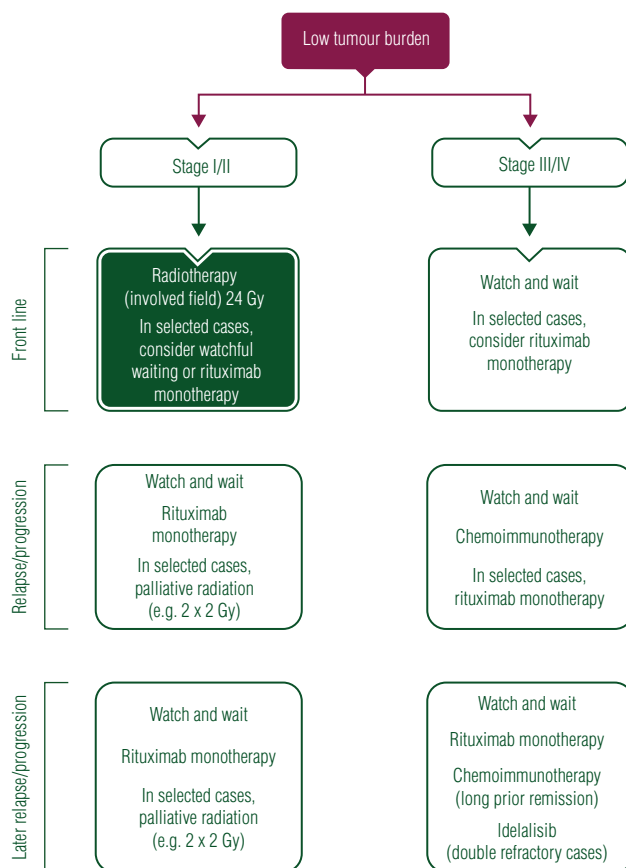 Low tumour burden
Stage I/II
Stage III/IV
Front line
Radiotherapy
(involved field) 24 Gy
In selected cases,
consider watchful
waiting or rituximab
monotherapy
Watch and wait
In selected cases,
consider rituximab
monotherapy
Relapse/progression
Watch and wait
Rituximab
monotherapy
In selected cases,
palliative radiation
(e.g. 2 x 2 Gy)
Watch and wait
Chemoimmunotherapy
In selected cases,
rituximab monotherapy
Later relapse/progression
Watch and wait
Rituximab monotherapy
In selected cases,
palliative radiation
(e.g. 2 x 2 Gy)
Watch and wait
Rituximab monotherapy
Chemoimmunotherapy
(long prior remission)
Idelalisib
(double refractory cases)